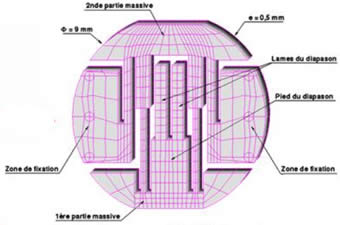 2nde partie massive
Φ = 9 mm
e = 0,5 mm
Lames du diapason
Pied du diapason
Zone de fixation
Zone de fixation
1ère partie massive